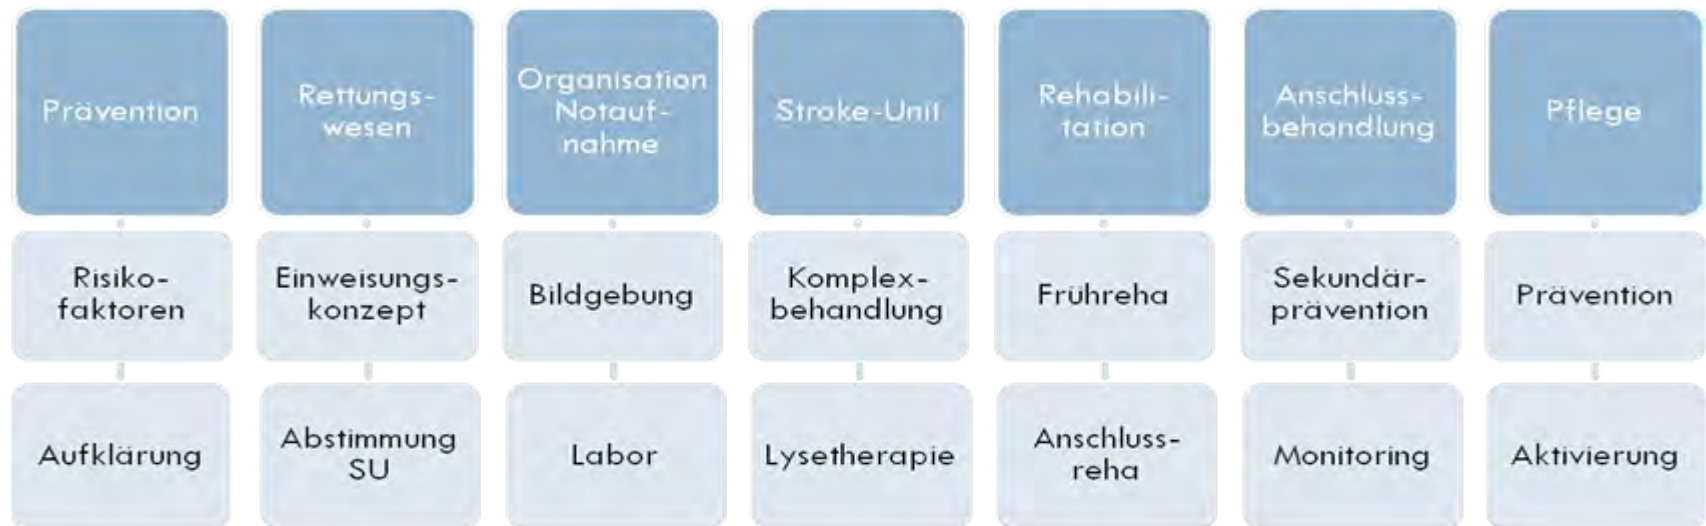 Prävention
Rettungs-
wesen
Organisation
Notauf-
nahme
Stroke-Unit
Rehabili-
tation
Anschluss-
behandlung
Pflege
Risiko-
faktoren
Einweisungs-
konzept
Bildgebung
Komplex-
behandlung
Frühreha
Sekundär-
prävention
Prävention
Aufklärung
Abstimmung
SU
Labor
Lysetherapie
Anschluss-
reha
Monitoring
Aktivierung